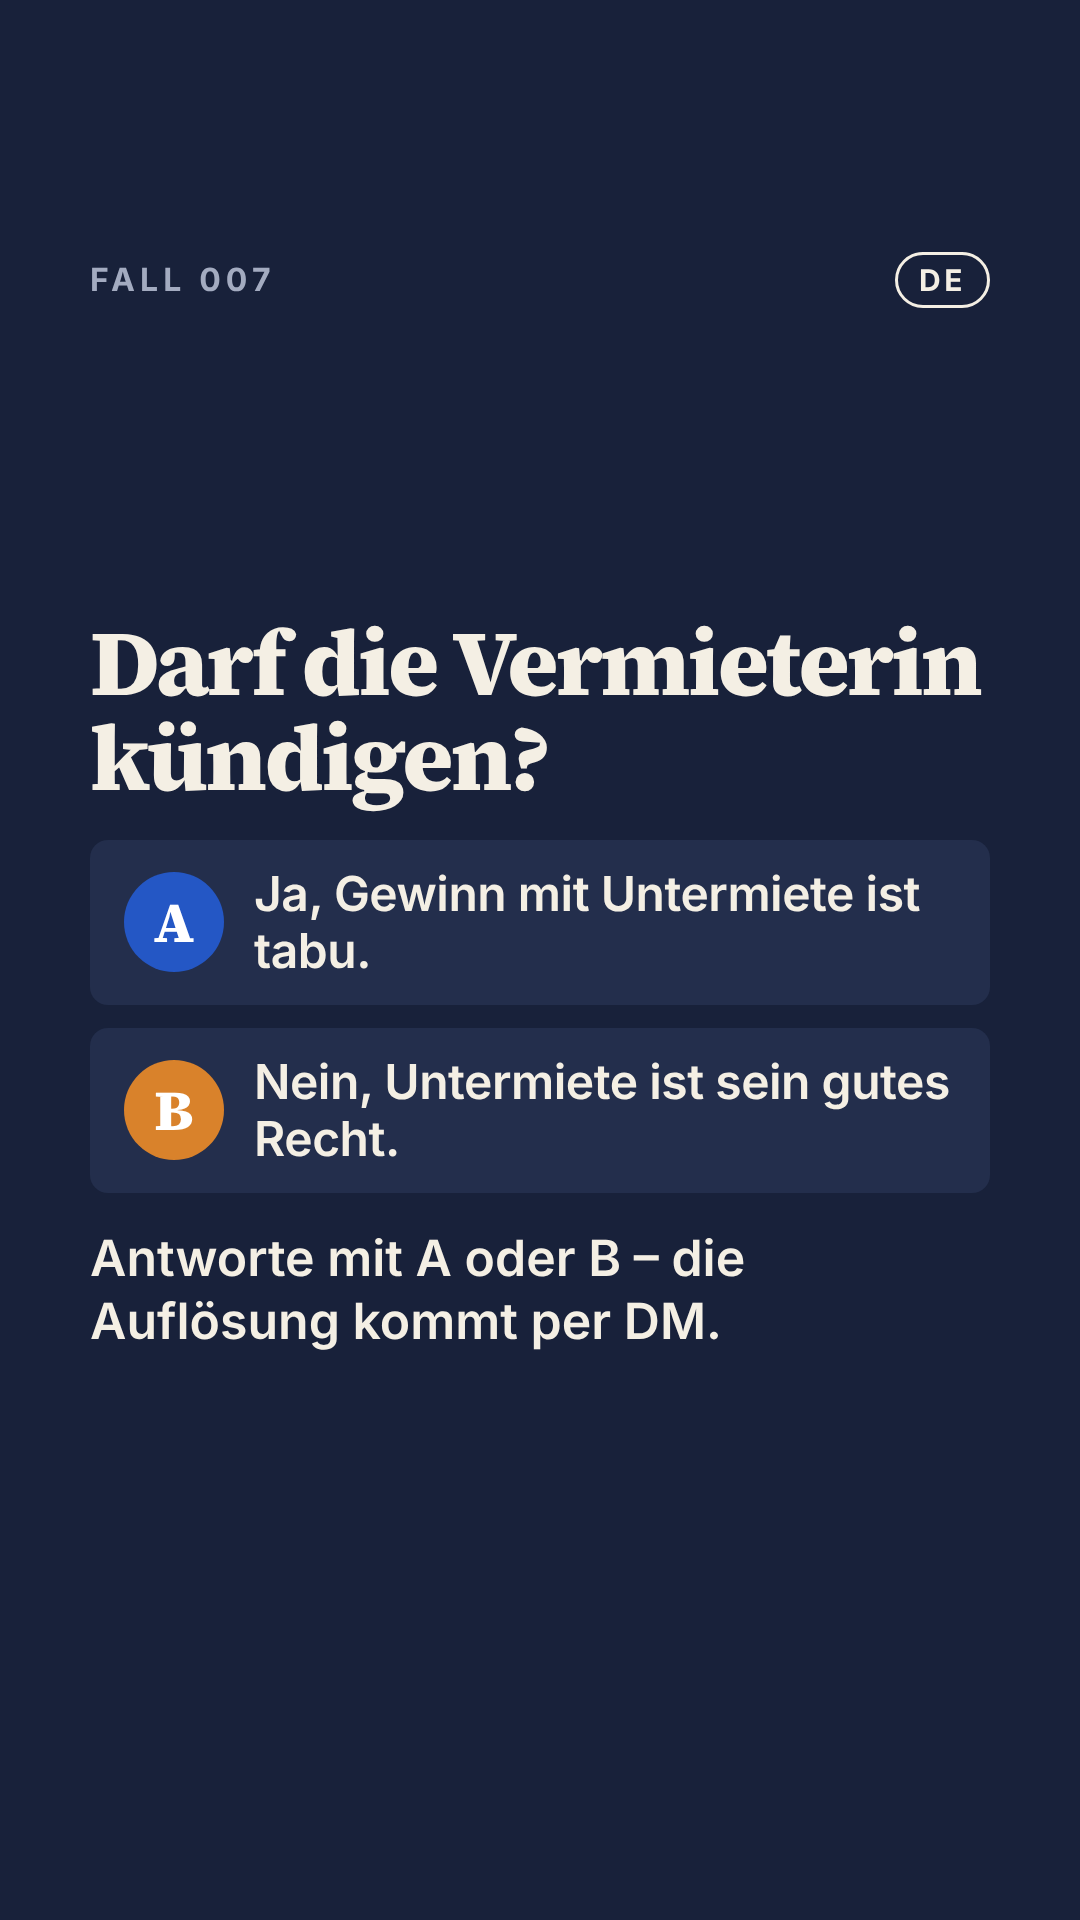 FALL 007
DE
Darf die Vermieterin
kündigen?
A
Ja, Gewinn mit Untermiete ist
tabu.
B
Nein, Untermiete ist sein gutes
Recht.
Antworte mit A oder B – die
Auflösung kommt per DM.